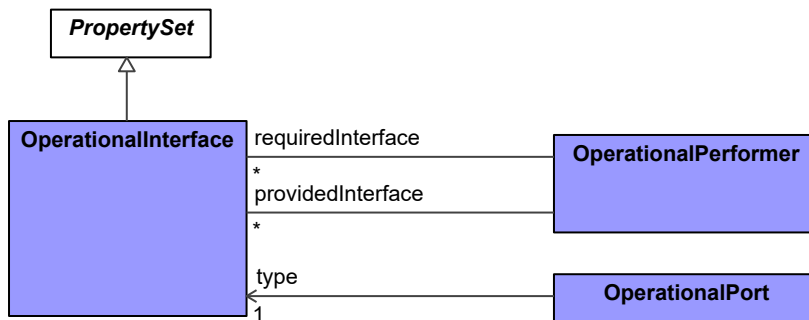 PropertySet
OperationalInterface
requiredInterface
*
providedInterface
*
type
1
OperationalPerformer
OperationalPort